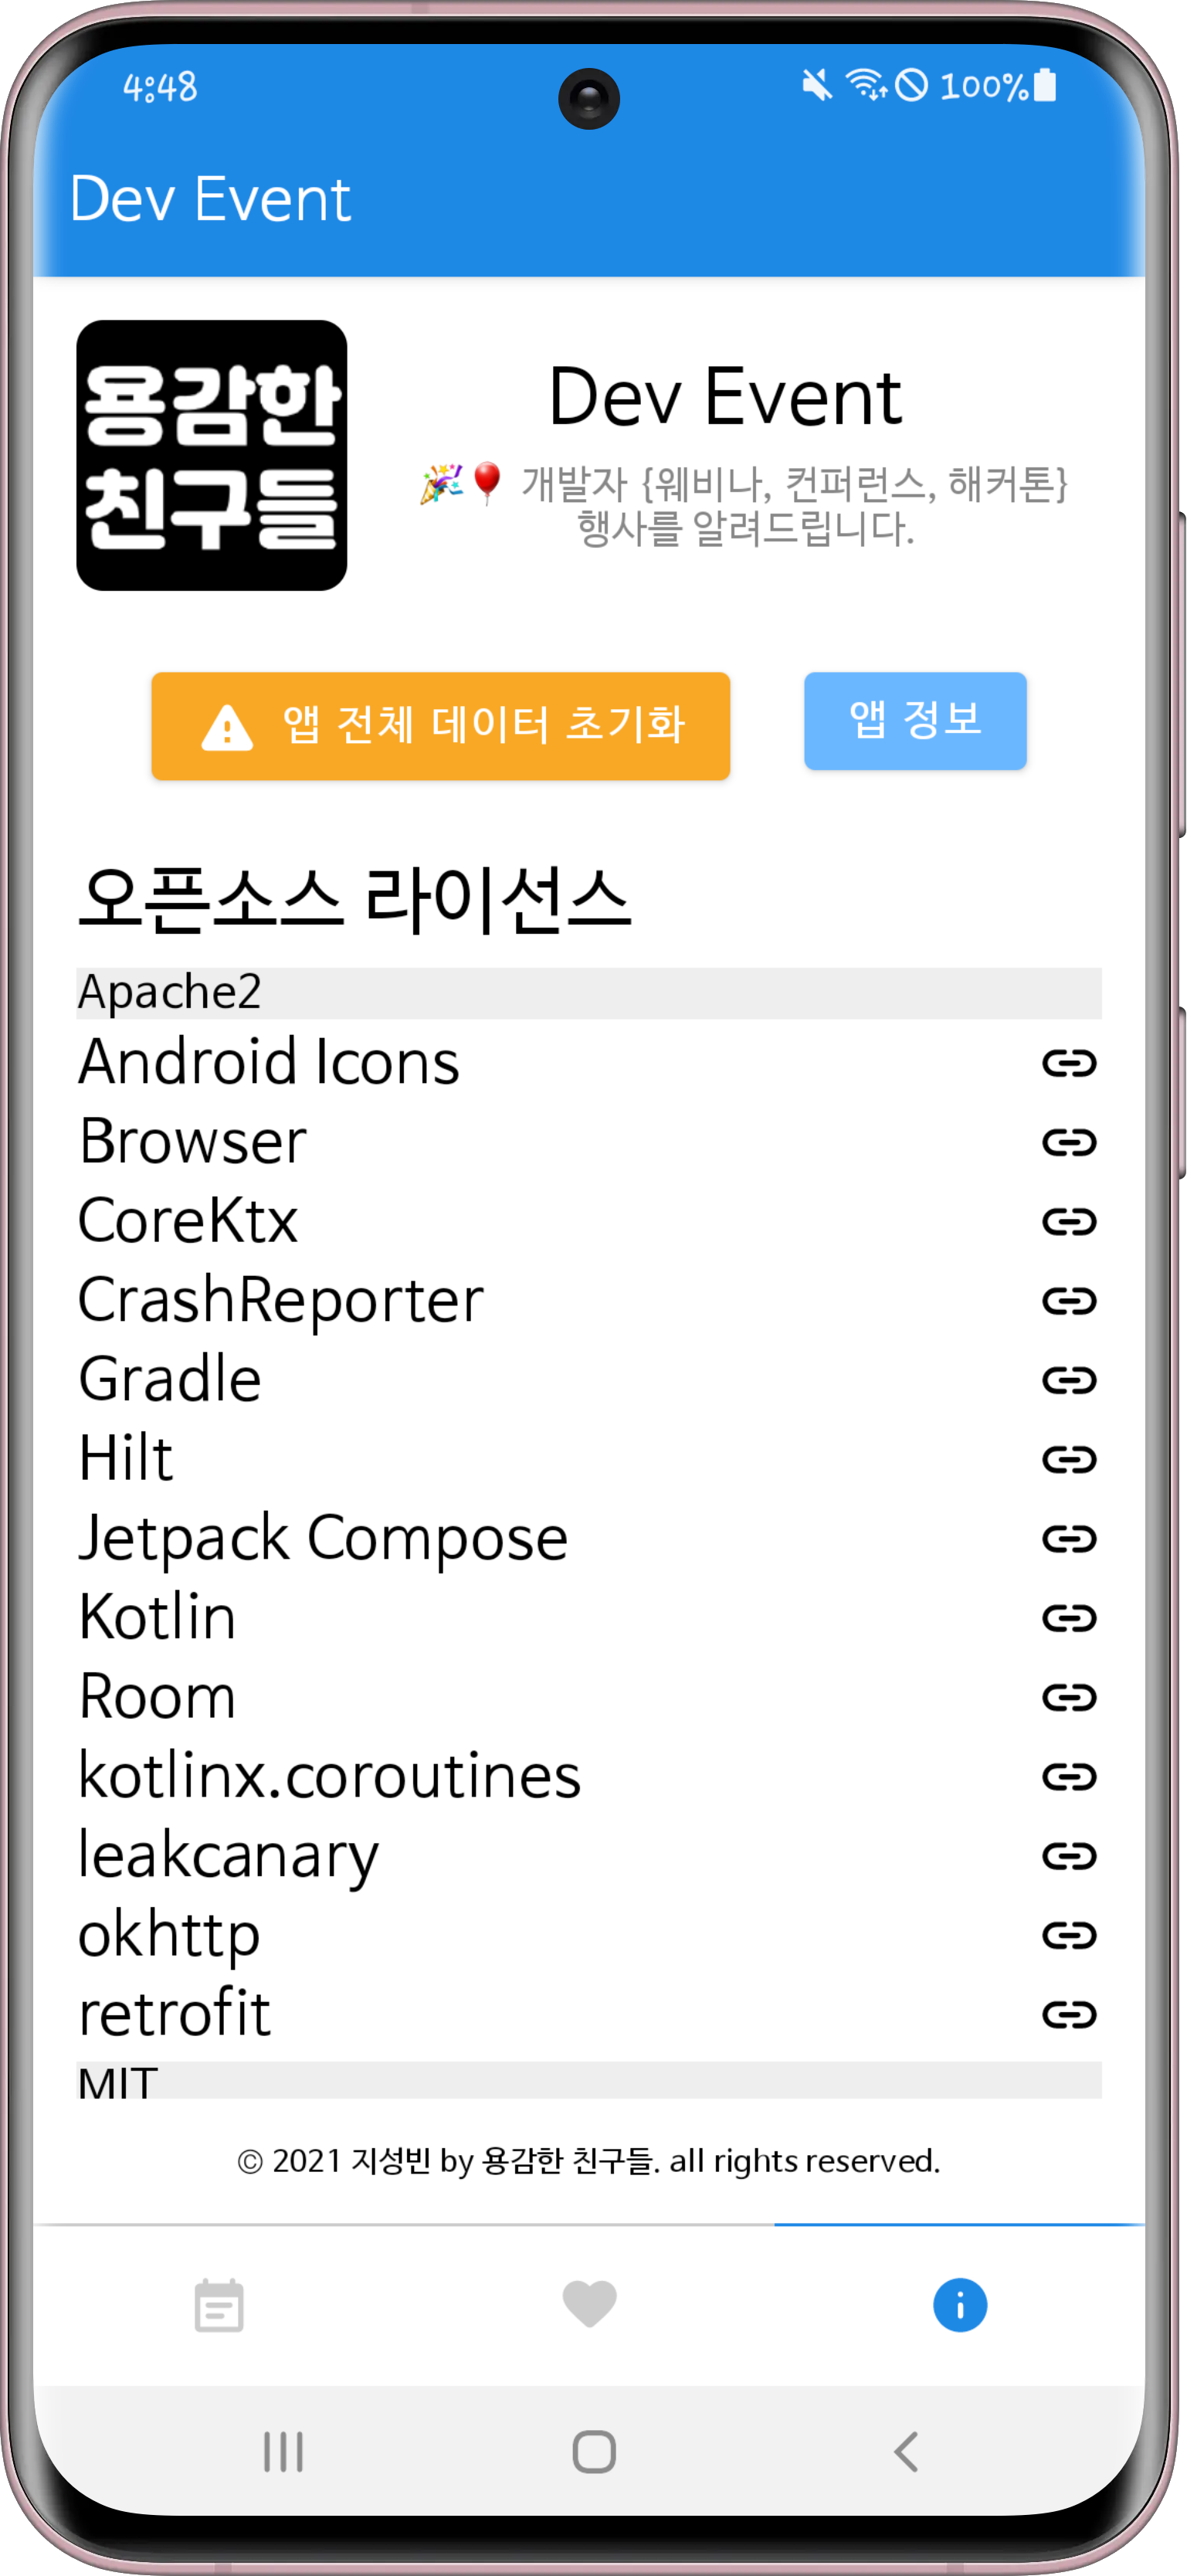 4:48
100%
Dev Event
용감한
친구들
Dev Event
🎉🎈 개발자 {웨비나, 컨퍼런스, 해커톤}
행사를 알려드립니다.
앱 전체 데이터 초기화
앱 정보
오픈소스 라이선스
Apache2
Android Icons
Browser
CoreKtx
CrashReporter
Gradle
Hilt
Jetpack Compose
Kotlin
Room
kotlinx.coroutines
leakcanary
okhttp
retrofit
MIT
© 2021 지성빈 by 용감한 친구들. all rights reserved.